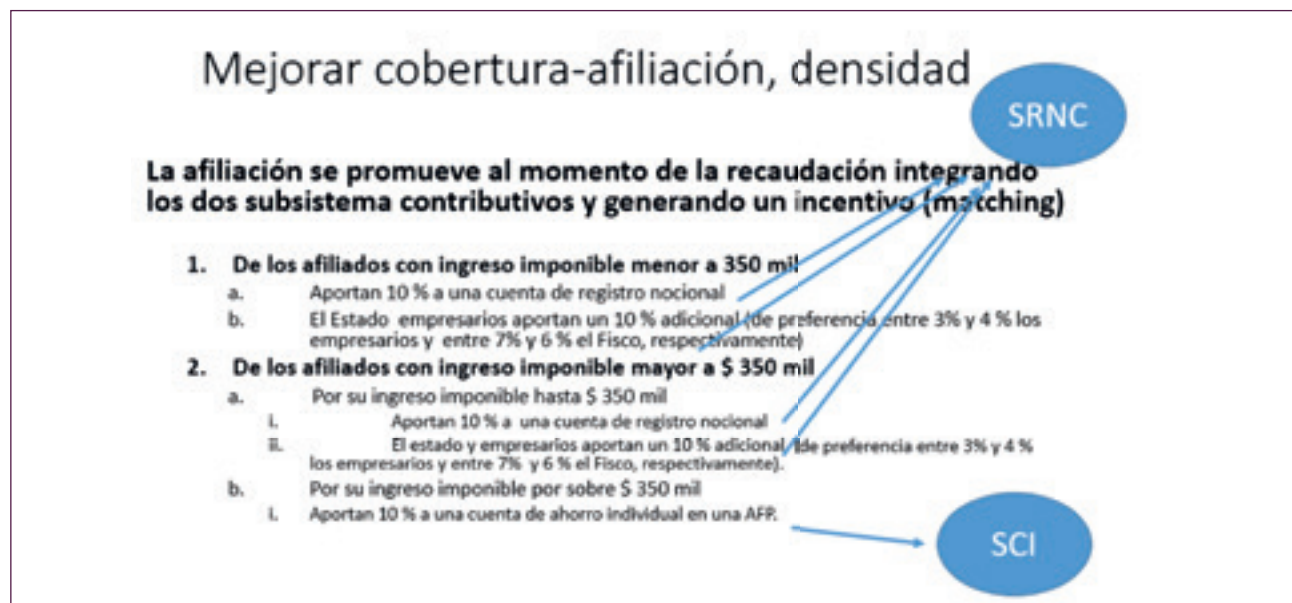 Mejorar cobertura-afiliación, densidad
SRNC
La afiliación se promueve al momento de la recaudación integrando
los dos subsistema contributivos y generando un incentivo (matching)
1. De los afiliados con ingreso imponible menor a 350 mil
a. Aportan 10 % a una cuenta de registro nocional
b. El Estado empresarios aportan un 10 % adicional (de preferencia entre 3% y 4 % los
empresarios y entre 7% y 6 % el Fisco, respectivamente)
2. De los afiliados con ingreso imponible mayor a $ 350 mil
a. Por su ingreso imponible hasta $ 350 mil
i. Aportan 10 % a una cuenta de registro nocional
ii. El estado y empresarios aportan un 10 % adicional (de preferencia entre 3% y 4 %
los empresarios y entre 7% y 6 % el Fisco, respectivamente).
b. Por su ingreso imponible por sobre $ 350 mil
i. Aportan 10 % a una cuenta de ahorro individual en una AFP.
SCI